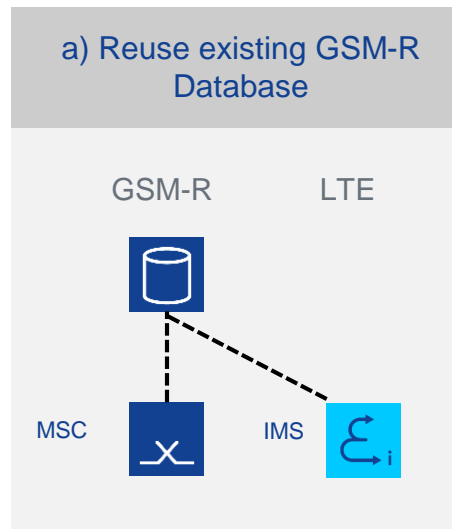 a) Reuse existing GSM-R
Database
GSM-R LTE
MSC IMS
i